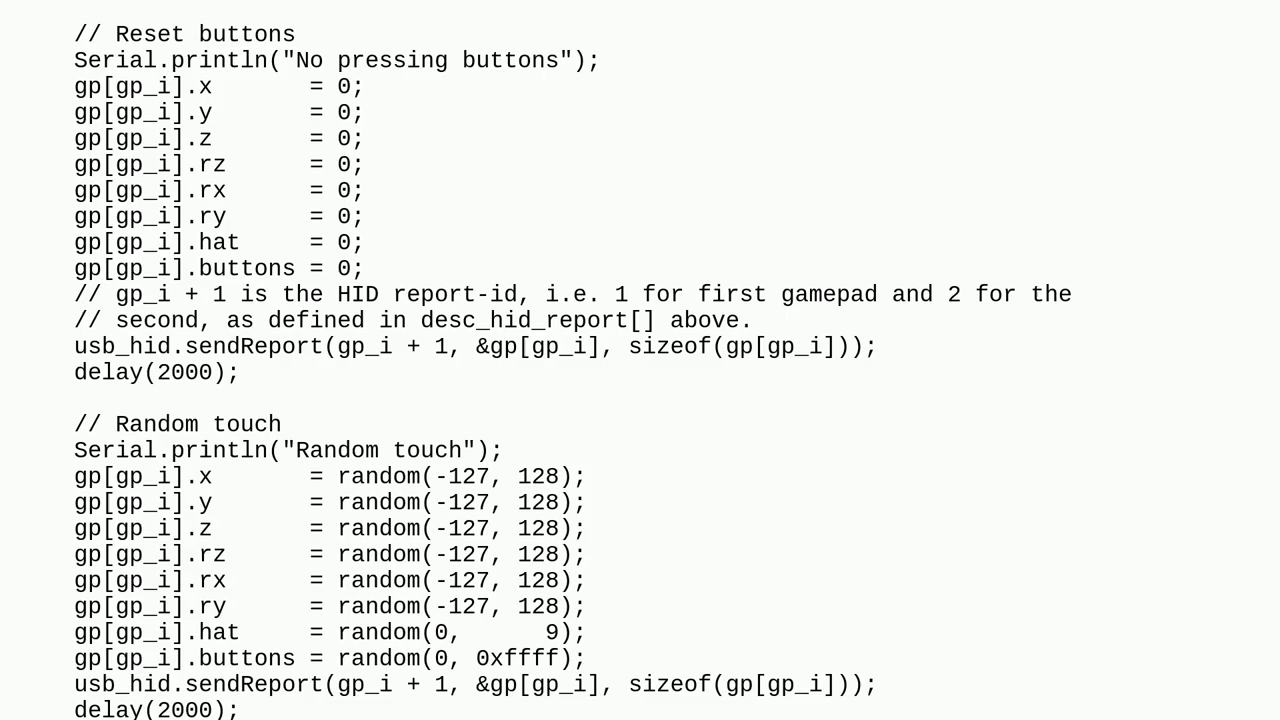 // Reset buttons
Serial.println("No pressing buttons");
gp[gp_i].x       = 0;
gp[gp_i].y       = 0;
gp[gp_i].z       = 0;
gp[gp_i].rz      = 0;
gp[gp_i].rx      = 0;
gp[gp_i].ry      = 0;
gp[gp_i].hat     = 0;
gp[gp_i].buttons = 0;
// gp_i + 1 is the HID report-id, i.e. 1 for first gamepad and 2 for the
// second, as defined in desc_hid_report[] above.
usb_hid.sendReport(gp_i + 1, &gp[gp_i], sizeof(gp[gp_i]));
delay(2000);

// Random touch
Serial.println("Random touch");
gp[gp_i].x       = random(-127, 128);
gp[gp_i].y       = random(-127, 128);
gp[gp_i].z       = random(-127, 128);
gp[gp_i].rz      = random(-127, 128);
gp[gp_i].rx      = random(-127, 128);
gp[gp_i].ry      = random(-127, 128);
gp[gp_i].hat     = random(0,      9);
gp[gp_i].buttons = random(0, 0xffff);
usb_hid.sendReport(gp_i + 1, &gp[gp_i], sizeof(gp[gp_i]));
delay(2000);